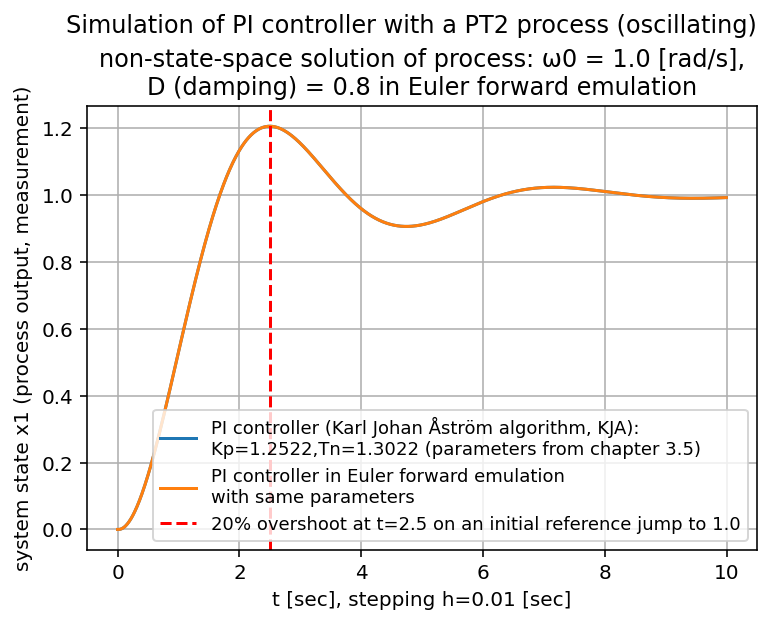 Simulation of PI controller with a PT2 process (oscillating)
non-state-space solution of process: ω0 = 1.0 [rad/s],
D (damping) = 0.8 in Euler forward emulation
system state x1 (process output, measurement)
1.2
1.0
0.8
0.6
0.4
0.2
0.0
PI controller (Karl Johan Åström algorithm, KJA):
Kp=1.2522,Tn=1.3022 (parameters from chapter 3.5)
PI controller in Euler forward emulation
with same parameters
20% overshoot at t=2.5 on an initial reference jump to 1.0
0 2 4 6 8 10
t [sec], stepping h=0.01 [sec]